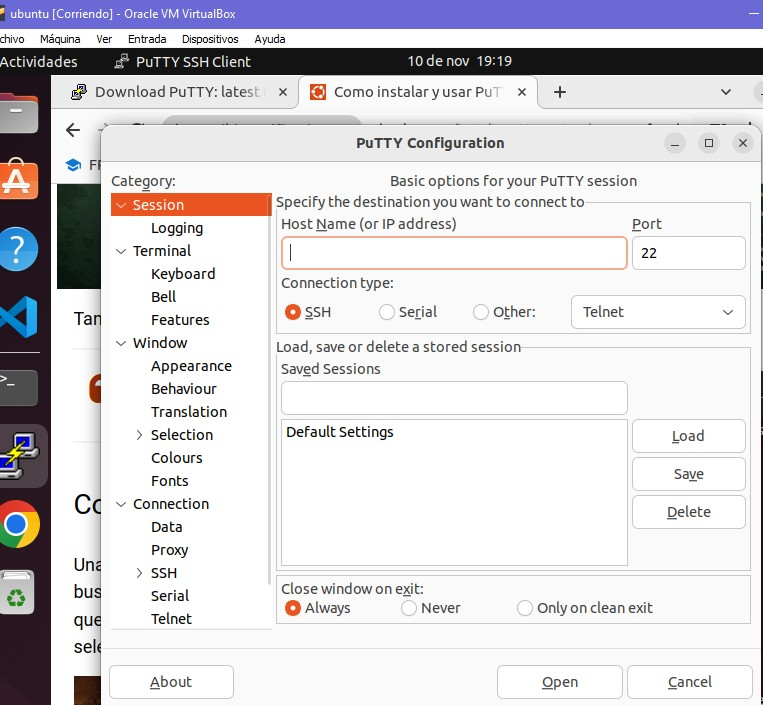 ubuntu [Corriendo] - Oracle VM VirtualBox
chivo Máquina Ver Entrada Dispositivos Ayuda
Actividades PuTTY SSH Client 10 de nov 19:19
Download PuTTY: latest Como instalar y usar PuT
PuTTY Configuration
Category:
Session
Logging
Terminal
Keyboard
Bell
Features
Window
Appearance
Behaviour
Translation
Selection
Colours
Fonts
Connection
Data
Proxy
SSH
Serial
Telnet
Basic options for your PuTTY session
Specify the destination you want to connect to
Host Name (or IP address) Port
22
Connection type:
SSH Serial Other: Telnet
Load, save or delete a stored session
Saved Sessions
Default Settings
Load
Save
Delete
Close window on exit:
Always Never Only on clean exit
About Open Cancel
Tan
Co
Una
bus
que
sele